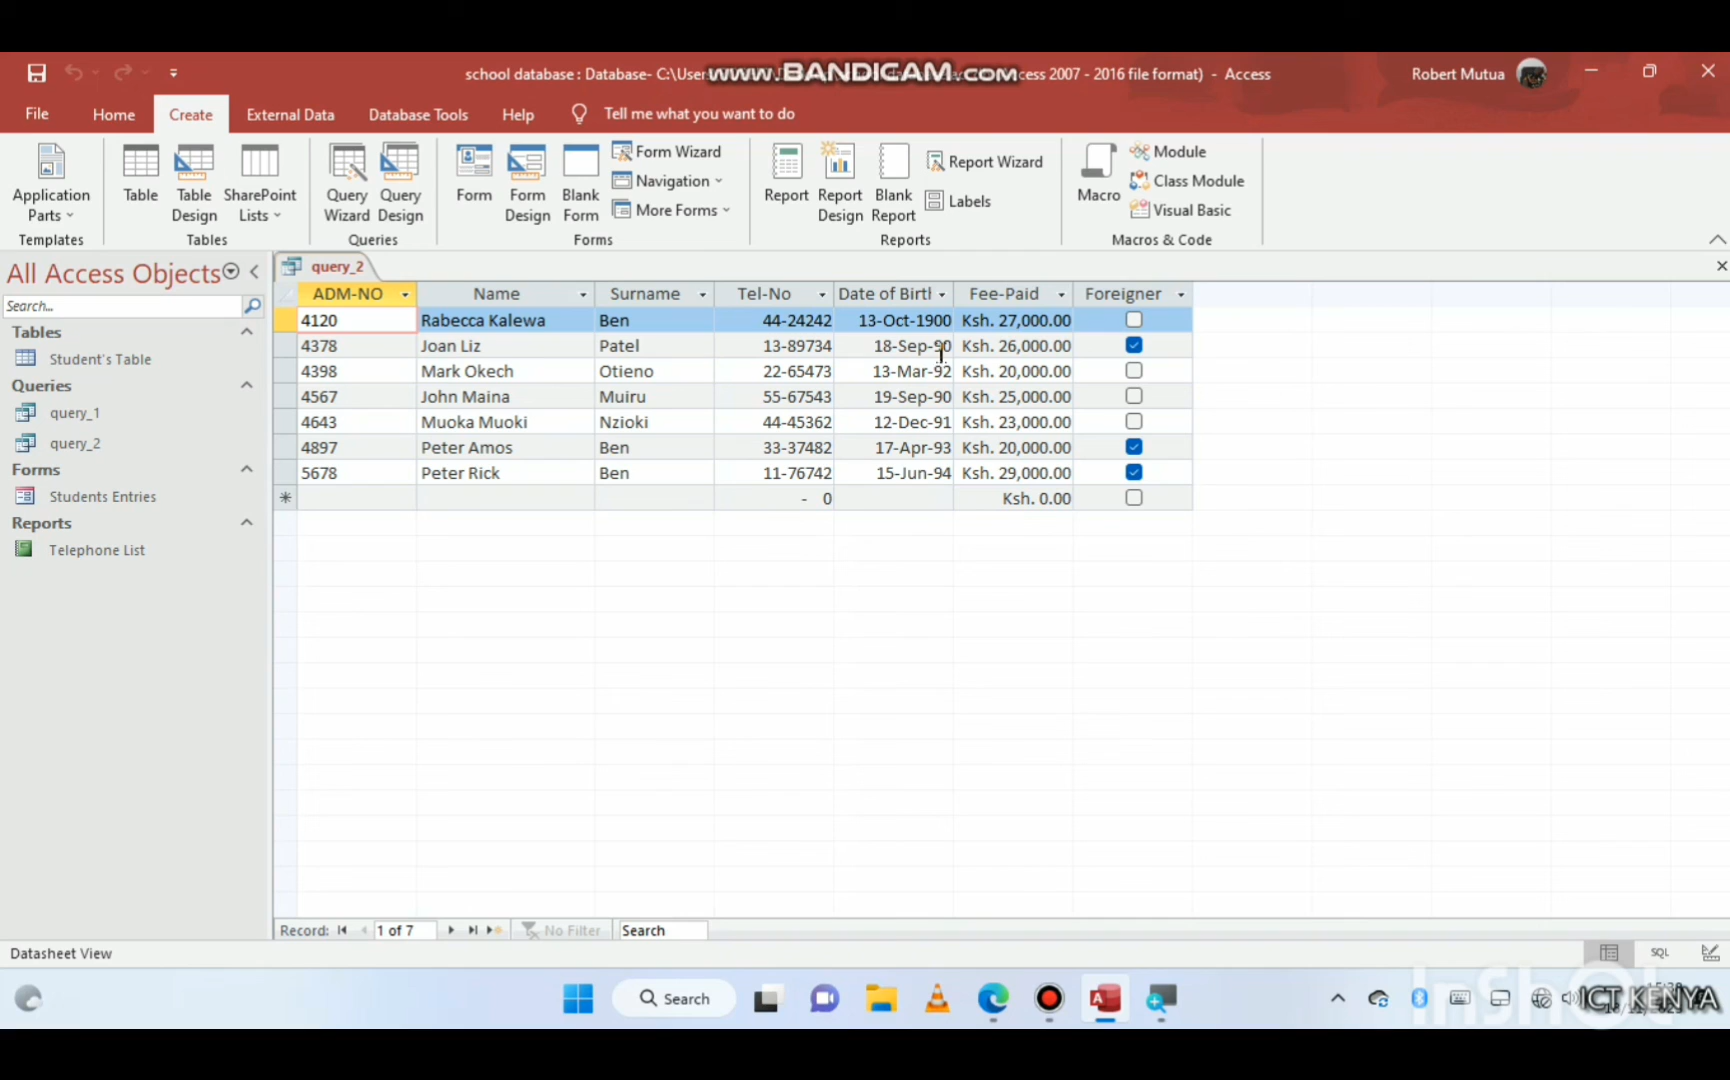 school database : Database- C:\Users
www.BANDICAM.com
ccess 2007 - 2016 file format) - Access
Robert Mutua
File
Home
Create
External Data
Database Tools
Help
Tell me what you want to do
Application Parts
Templates
Table
Table Design
SharePoint Lists
Tables
Query Wizard
Query Design
Queries
Form
Form Design
Blank Form
Form Wizard
Navigation
More Forms
Forms
Report
Report Design
Blank Report
Report Wizard
Labels
Reports
Macro
Module
Class Module
Visual Basic
Macros & Code
All Access Objects
Search...
Tables
Student's Table
Queries
query_1
query_2
Forms
Students Entries
Reports
Telephone List
query_2
ADM-NO Name Surname Tel-No Date of Birtl Fee-Paid Foreigner
4120 Rabecca Kalewa Ben 44-24242 13-Oct-1900 Ksh. 27,000.00
4378 Joan Liz Patel 13-89734 18-Sep-90 Ksh. 26,000.00
4398 Mark Okech Otieno 22-65473 13-Mar-92 Ksh. 20,000.00
4567 John Maina Muiru 55-67543 19-Sep-90 Ksh. 25,000.00
4643 Muoka Muoki Nzioki 44-45362 12-Dec-91 Ksh. 23,000.00
4897 Peter Amos Ben 33-37482 17-Apr-93 Ksh. 20,000.00
5678 Peter Rick Ben 11-76742 15-Jun-94 Ksh. 29,000.00
* - 0 Ksh. 0.00
Record: 1 of 7 No Filter Search
Datasheet View
SQL
Search
InShOt
ICT KENYA